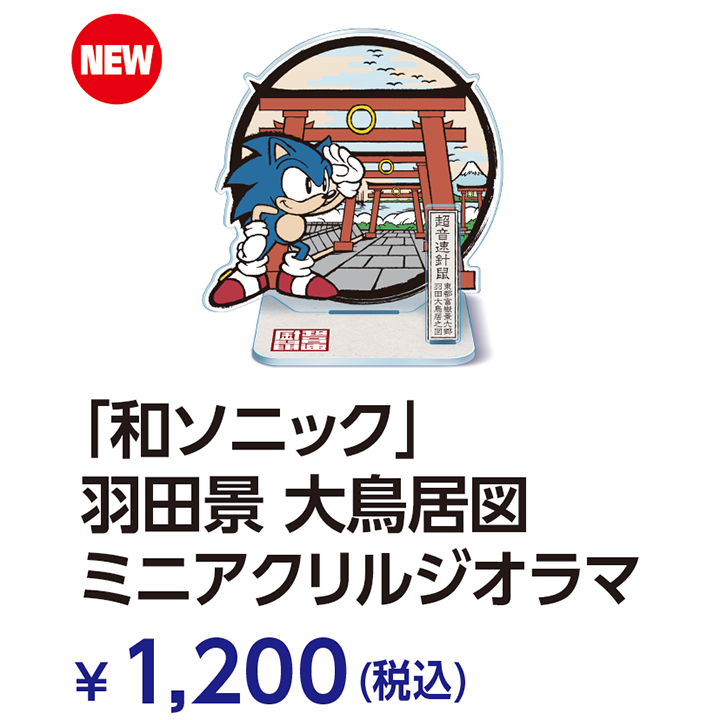 NEW
超音速針鼠
東都富嶽景六郷
羽田大鳥居之図
「和ソニック」
羽田景 大鳥居図
ミニアクリルジオラマ
¥ 1,200 (税込)